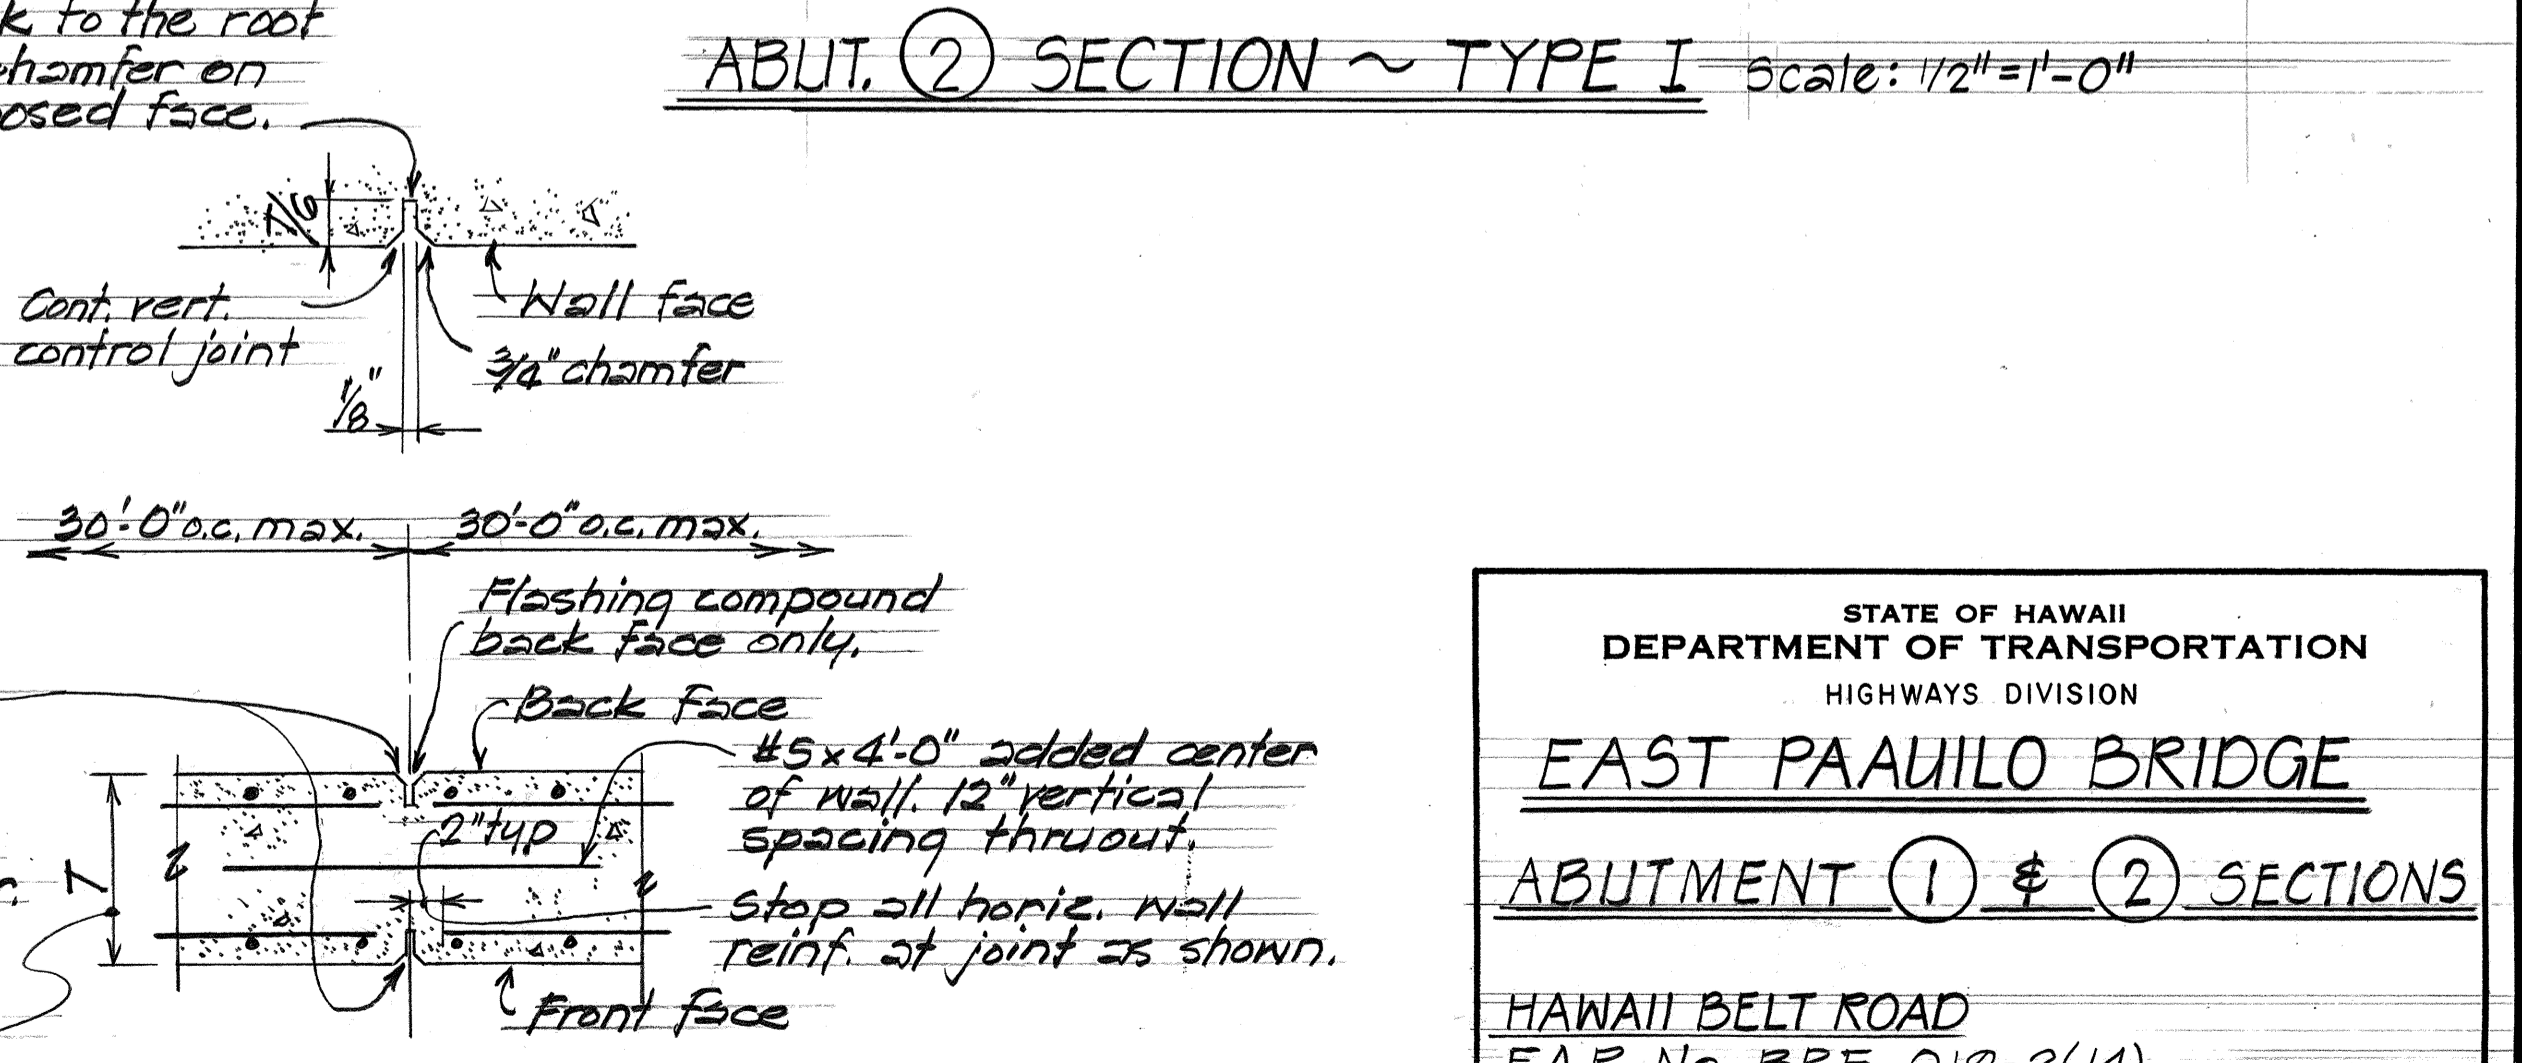 k to the root
chamfer on
osed face.
ABUT. 2 SECTION ~ TYPE I Scale: 1/2"=1'-0"
T/6
Cont. vert.
control joint
Wall face
3/4" chamfer
1/8"
30'-0" o.c. max. 30'-0" o.c. max.
Flashing compound
back face only.
Back face
#5 x 4'-0" added center
of wall. 12" vertical
spacing thruout.
2" typ
T
Stop all horiz. wall
reinf. at joint as shown.
Front face
STATE OF HAWAII
DEPARTMENT OF TRANSPORTATION
HIGHWAYS DIVISION
EAST PAAUILO BRIDGE
ABUTMENT 1 & 2 SECTIONS
HAWAII BELT ROAD